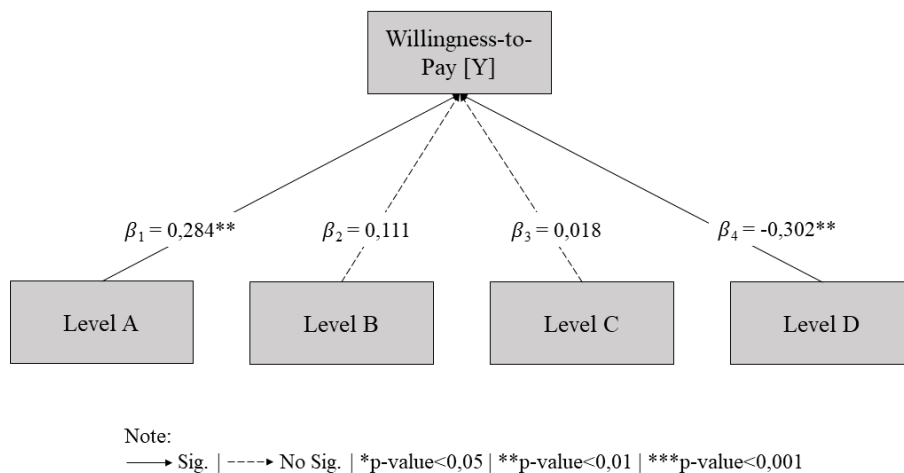 Willingness-to-
Pay [Y]
β₁ = 0,284** β₂ = 0,111 β₃ = 0,018 β₄ = -0,302**
Level A Level B Level C Level D
Note:
Sig. | No Sig. | *p-value<0,05 | **p-value<0,01 | ***p-value<0,001